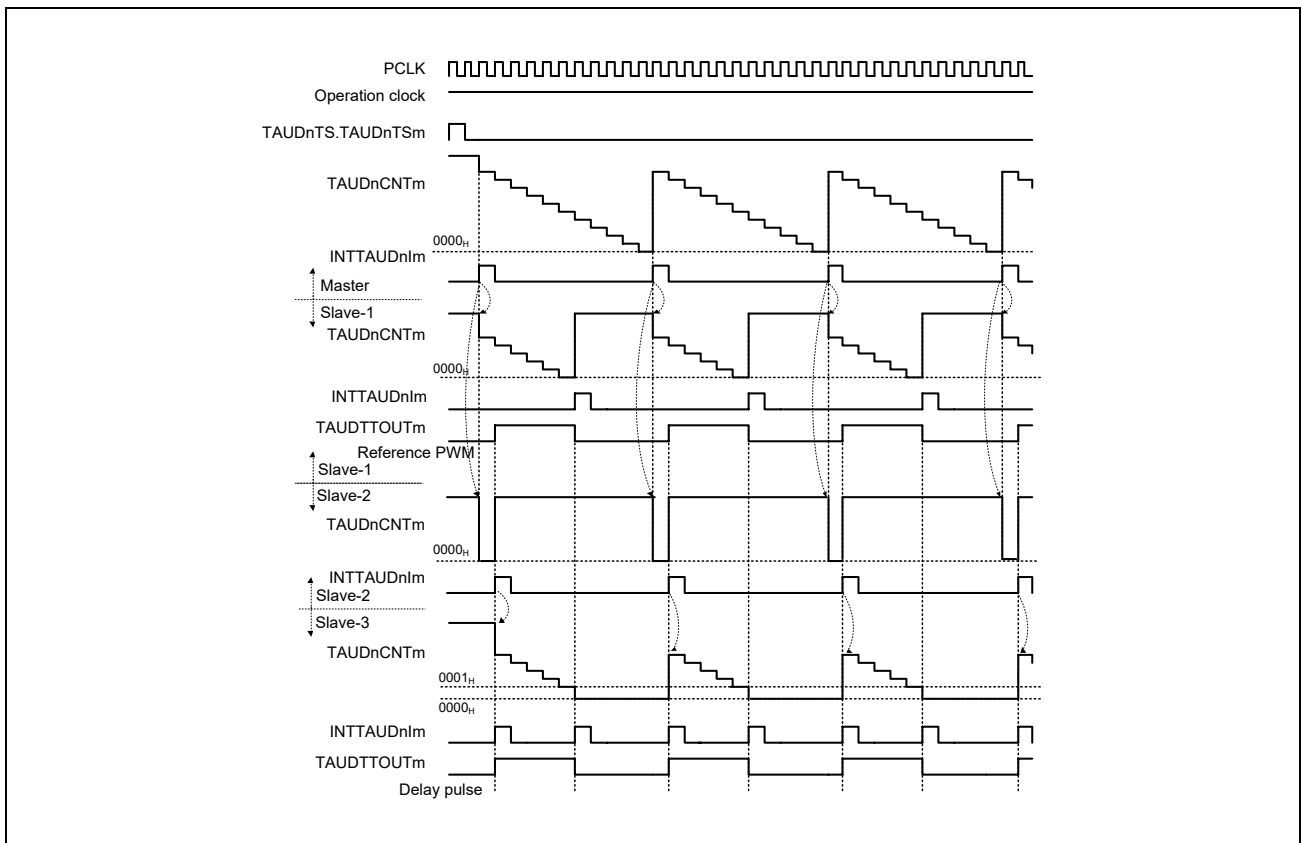 PCLK
Operation clock
TAUDnTS.TAUDnTSm
TAUDnCNTm
0000H
INTTAUDnIm
Master
Slave-1
TAUDnCNTm
0000H
INTTAUDnIm
TAUDTTOUTm
Reference PWM
Slave-1
Slave-2
TAUDnCNTm
0000H
INTTAUDnIm
Slave-2
Slave-3
TAUDnCNTm
0001H
0000H
INTTAUDnIm
TAUDTTOUTm
Delay pulse